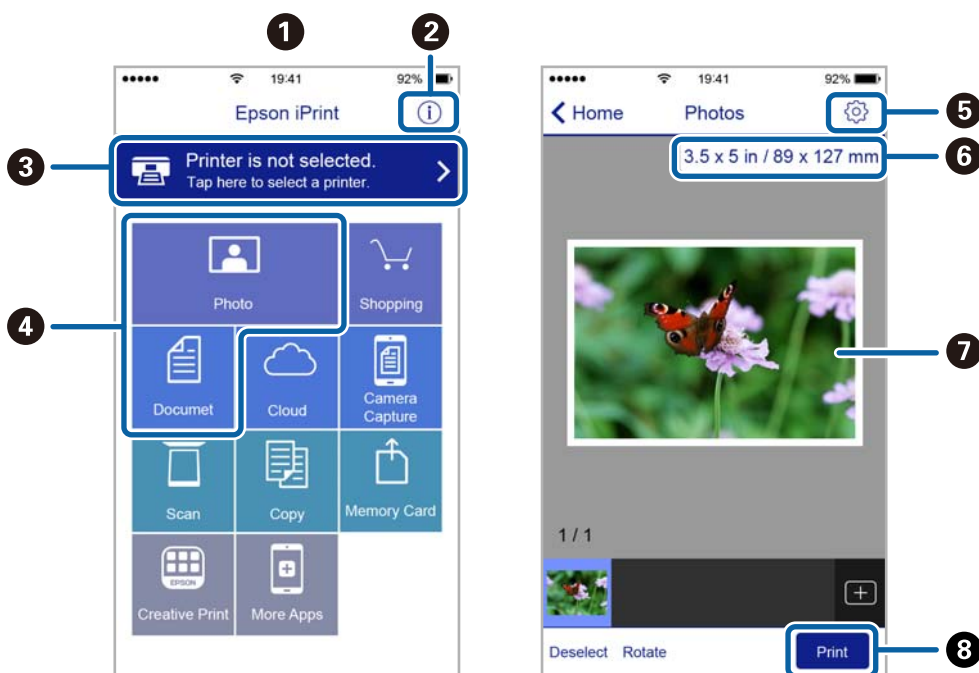 1
2
19:41 92%
Epson iPrint
3
Printer is not selected.
Tap here to select a printer.
4
Photo
Shopping
Documet
Cloud
Camera
Capture
Scan
Copy
Memory Card
EPSON
Creative Print
More Apps
19:41 92%
Home Photos
5
3.5 x 5 in / 89 x 127 mm
6
7
1 / 1
Deselect Rotate Print
8